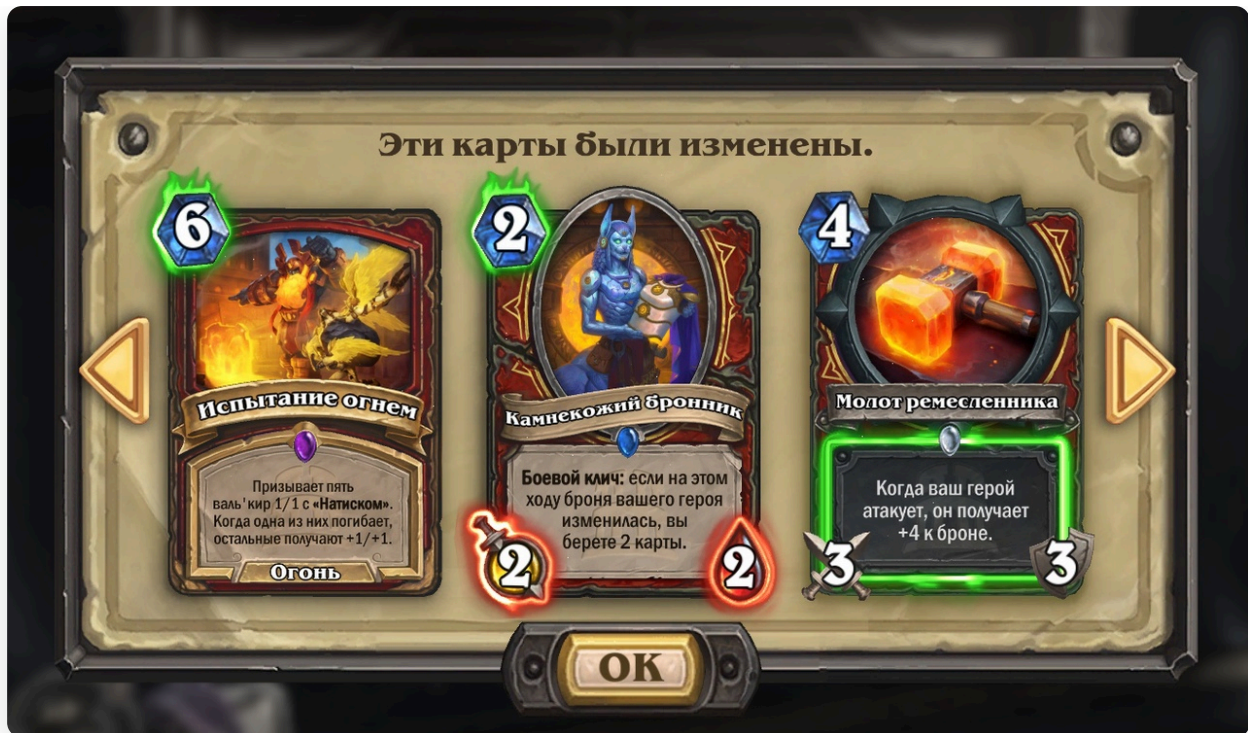 Эти карты были изменены.
6
Испытание огнем
Призывает пять
валь'кир 1/1 с «Натиском».
Когда одна из них погибает,
остальные получают +1/+1.
Огонь
2
Камнекожий бронник
Боевой клич: если на этом
ходу броня вашего героя
изменилась, вы
берете 2 карты.
2
2
4
Молот ремесленника
Когда ваш герой
атакует, он получает
+4 к броне.
3
3
ОК